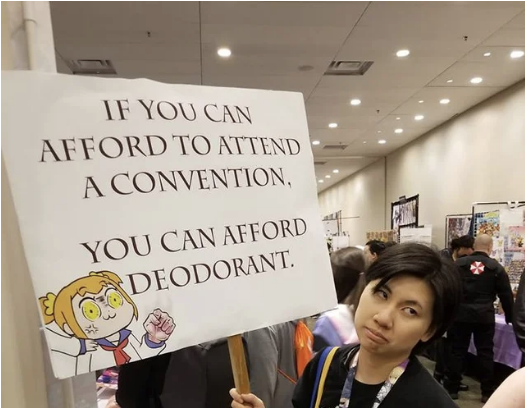 IF YOU CAN
AFFORD TO ATTEND
A CONVENTION,
YOU CAN AFFORD
DEODORANT.